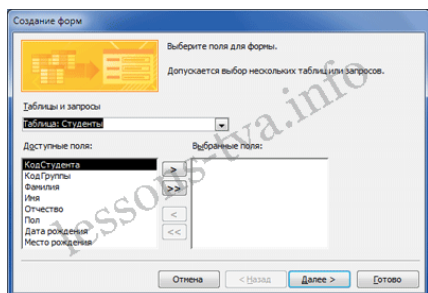 Создание форм
Выберите поля для формы.
Допускается выбор нескольких таблиц или запросов.
Таблицы и запросы
Таблица: Студенты
Доступные поля:
Выбранные поля:
КодСтудента
КодГруппы
Фамилия
Имя
Отчество
Пол
Дата рождения
Место рождения
>
>>
<
<<
Отмена
< Назад
Далее >
Готово
lessons-tva.info